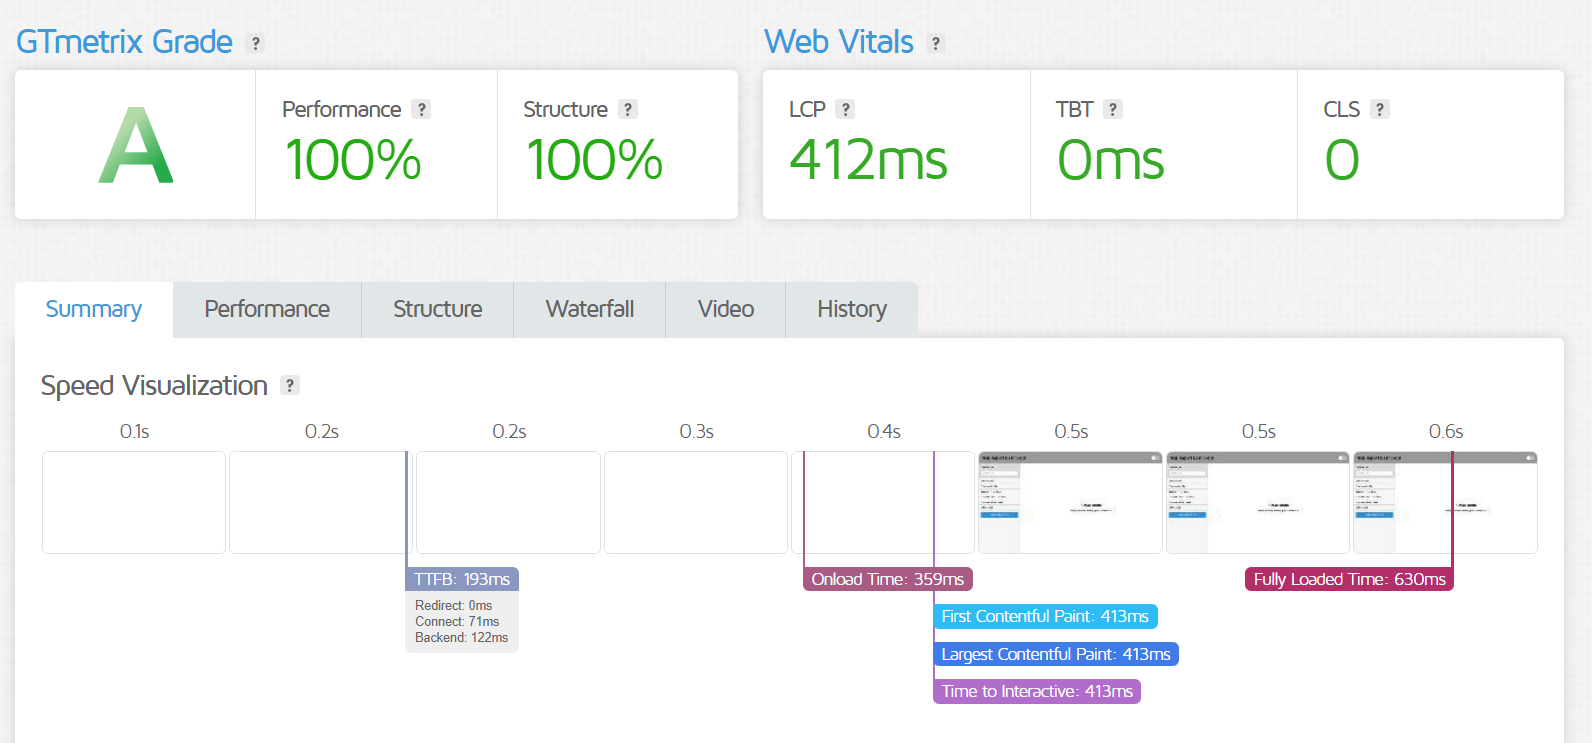 GTmetrix Grade ?
Web Vitals ?
A
Performance ?
100%
Structure ?
100%
LCP ?
412ms
TBT ?
0ms
CLS ?
0
Summary
Performance
Structure
Waterfall
Video
History
Speed Visualization ?
0.1s
0.2s
0.2s
0.3s
0.4s
0.5s
0.5s
0.6s
TTFB: 193ms
Redirect: 0ms
Connect: 71ms
Backend: 122ms
Onload Time: 359ms
Fully Loaded Time: 630ms
First Contentful Paint: 413ms
Largest Contentful Paint: 413ms
Time to Interactive: 413ms